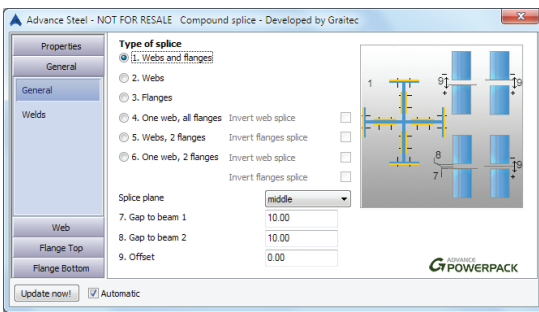 Advance Steel - NOT FOR RESALE Compound splice - Developed by Graitec
Properties
General
General
Welds
Web
Flange Top
Flange Bottom
Type of splice
1. Webs and flanges
2. Webs
3. Flanges
4. One web, all flanges Invert web splice
5. Webs, 2 flanges Invert flanges splice
6. One web, 2 flanges Invert web splice
Invert flanges splice
Splice plane middle
7. Gap to beam 1 10.00
8. Gap to beam 2 10.00
9. Offset 0.00
1 9 9
8
7 9
ADVANCE
GPOWERPACK
Update now! Automatic